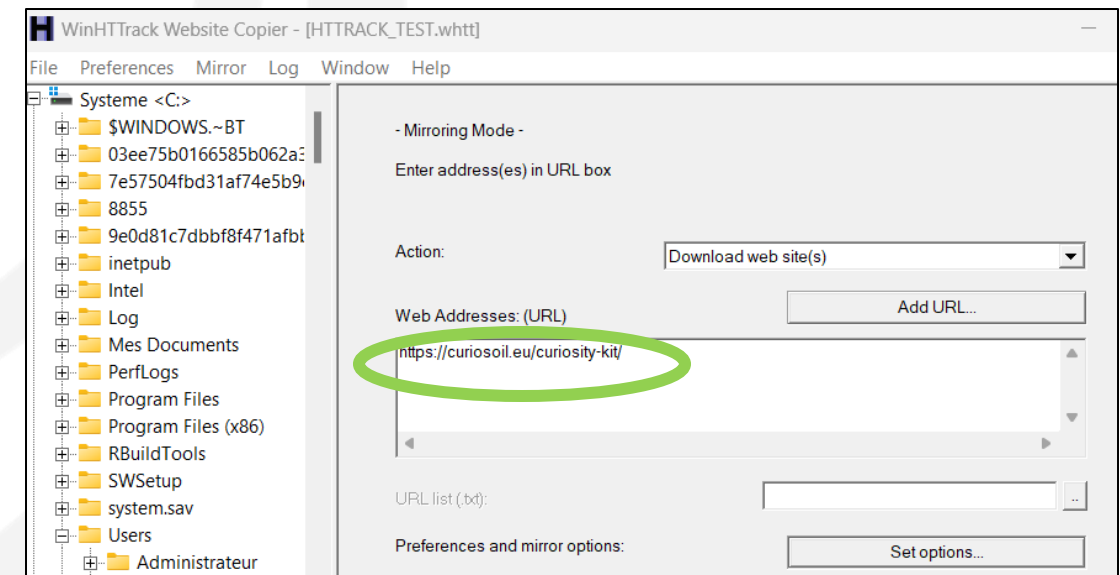 WinHTTrack Website Copier - [HTTRACK_TEST.whtt]
File Preferences Mirror Log Window Help
Systeme <C:>
$WINDOWS.~BT
03ee75b0166585b062a3
7e57504fbd31af74e5b9
8855
9e0d81c7dbbf8f471afbb
inetpub
Intel
Log
Mes Documents
PerfLogs
Program Files
Program Files (x86)
RBuildTools
SWSetup
system.sav
Users
Administrateur
- Mirroring Mode -
Enter address(es) in URL box
Action:
Download web site(s)
Add URL...
Web Addresses: (URL)
https://curiosoil.eu/curiosity-kit/
URL list (.txt):
..
Preferences and mirror options:
Set options...